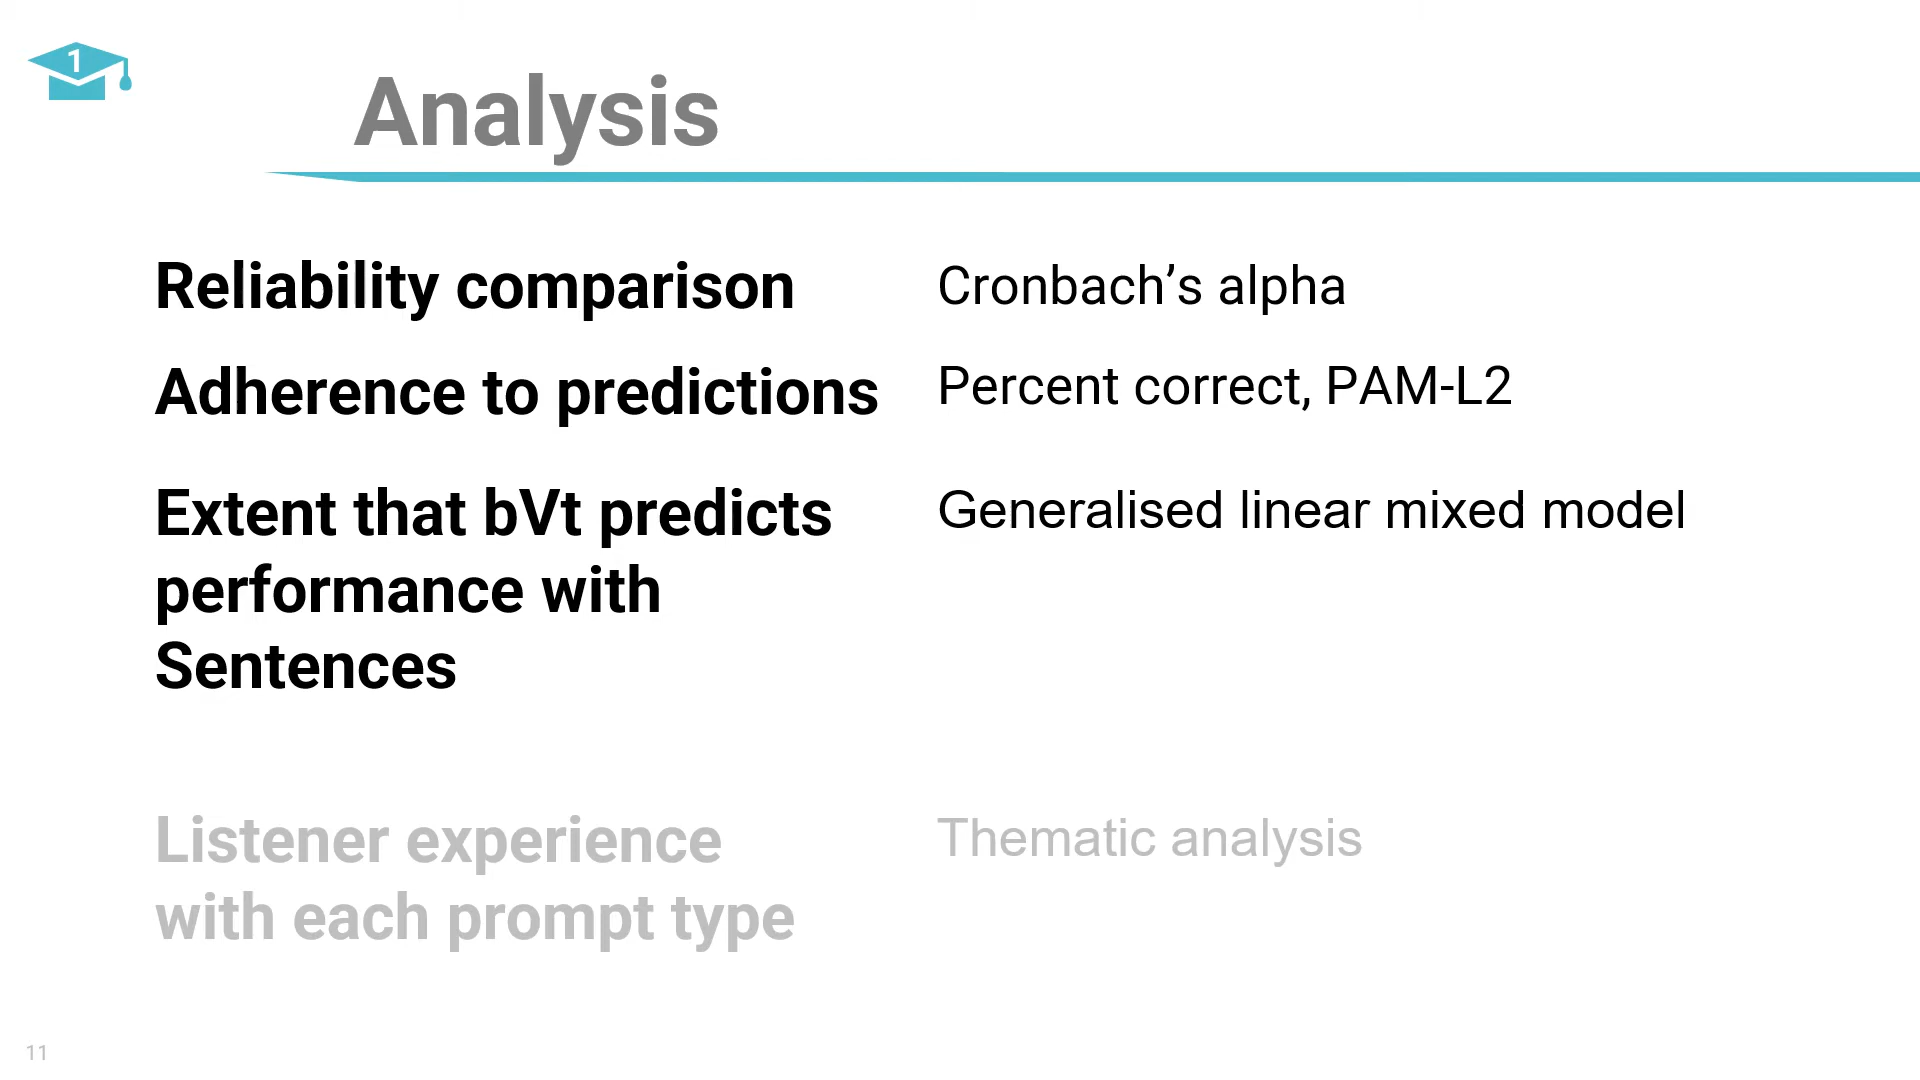 1
Analysis
Reliability comparison
Cronbach’s alpha
Adherence to predictions
Percent correct, PAM-L2
Extent that bVt predicts
performance with
Sentences
Generalised linear mixed model
Listener experience
with each prompt type
Thematic analysis
11